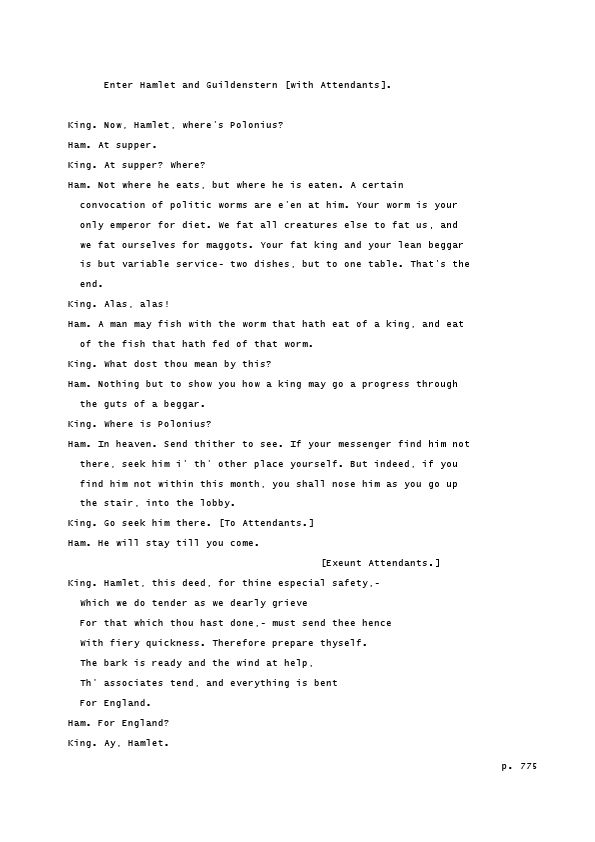 Enter Hamlet and Guildenstern [with Attendants].
King. Now, Hamlet, where's Polonius?
Ham. At supper.
King. At supper? Where?
Ham. Not where he eats, but where he is eaten. A certain
convocation of politic worms are e'en at him. Your worm is your
only emperor for diet. We fat all creatures else to fat us, and
we fat ourselves for maggots. Your fat king and your lean beggar
is but variable service- two dishes, but to one table. That's the
end.
King. Alas, alas!
Ham. A man may fish with the worm that hath eat of a king, and eat
of the fish that hath fed of that worm.
King. What dost thou mean by this?
Ham. Nothing but to show you how a king may go a progress through
the guts of a beggar.
King. Where is Polonius?
Ham. In heaven. Send thither to see. If your messenger find him not
there, seek him i' th' other place yourself. But indeed, if you
find him not within this month, you shall nose him as you go up
the stair, into the lobby.
King. Go seek him there. [To Attendants.]
Ham. He will stay till you come.
[Exeunt Attendants.]
King. Hamlet, this deed, for thine especial safety,-
Which we do tender as we dearly grieve
For that which thou hast done,- must send thee hence
With fiery quickness. Therefore prepare thyself.
The bark is ready and the wind at help,
Th' associates tend, and everything is bent
For England.
Ham. For England?
King. Ay, Hamlet.
p. 775